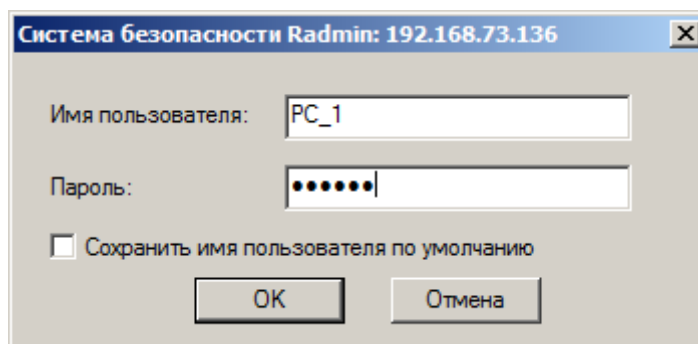 Система безопасности Radmin: 192.168.73.136
Имя пользователя: PC_1
Пароль: ••••••
Сохранить имя пользователя по умолчанию
OK Отмена